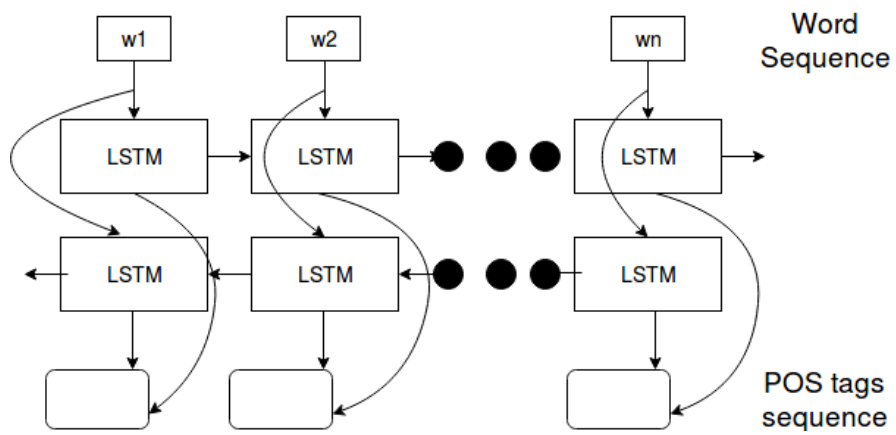 w1
w2
wn
Word
Sequence
LSTM
LSTM
LSTM
LSTM
LSTM
LSTM
POS tags
sequence